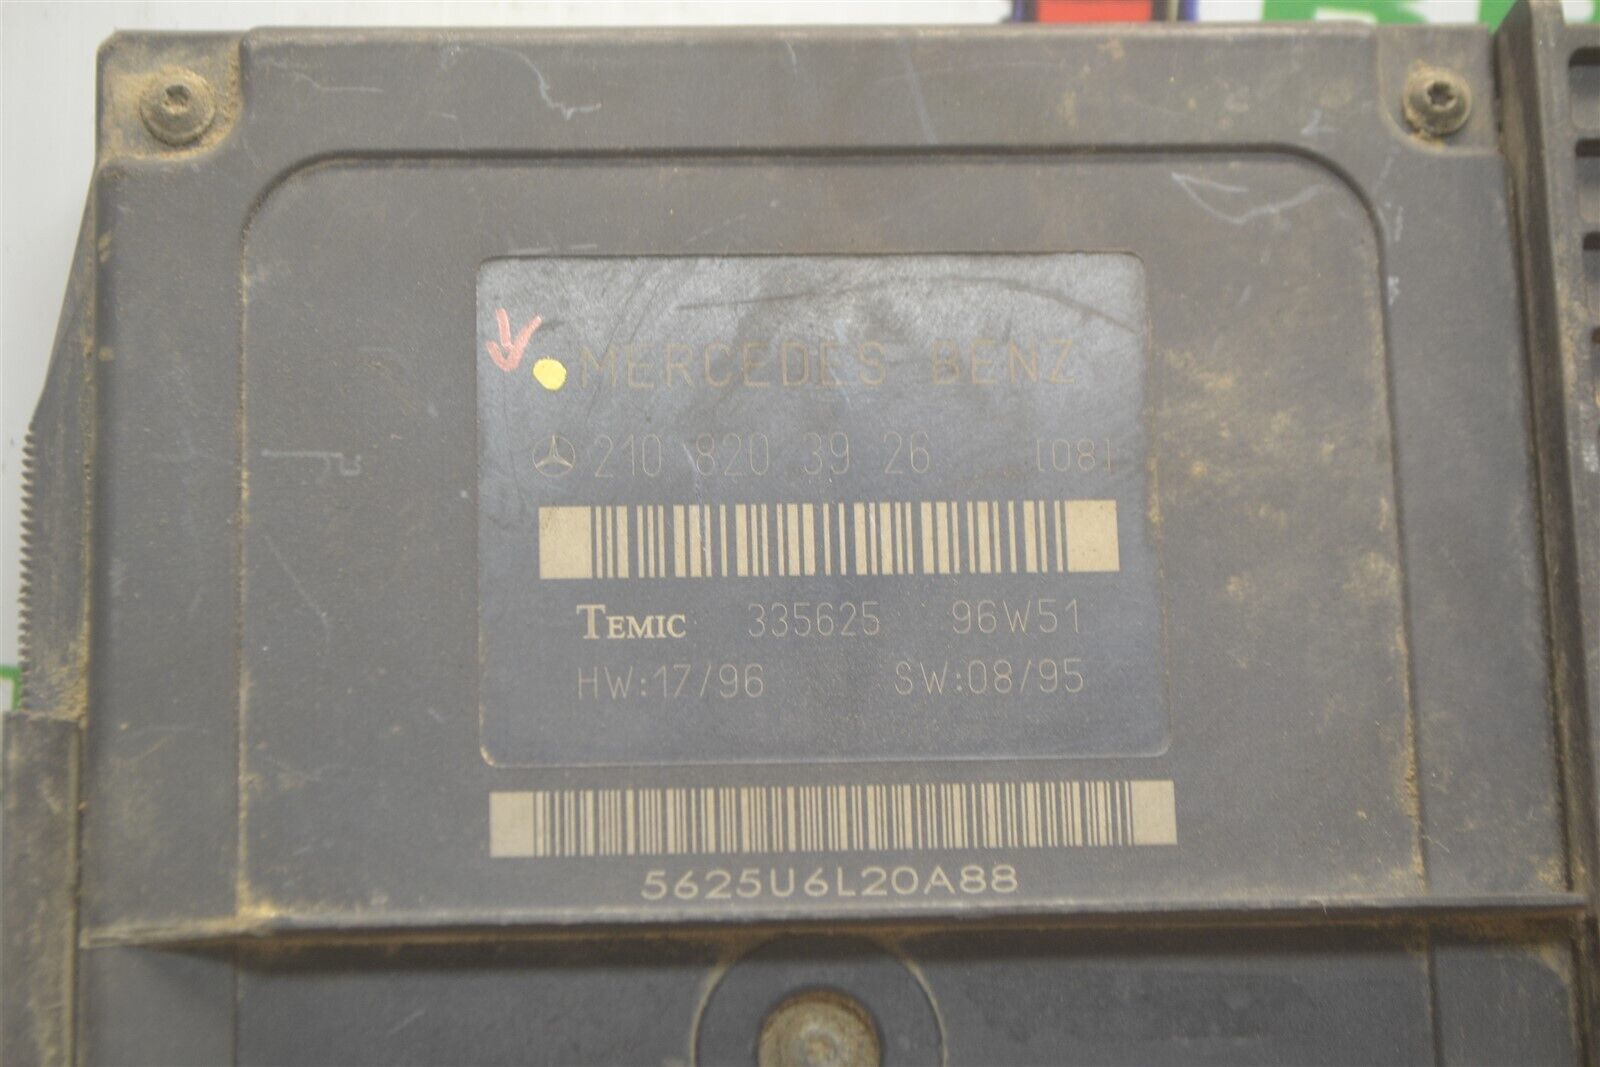 MERCEDES BENZ
210 820 39 26 [08]
TEMIC 335625 96W51
HW:17/96 SW:08/95
5625U6L20A88